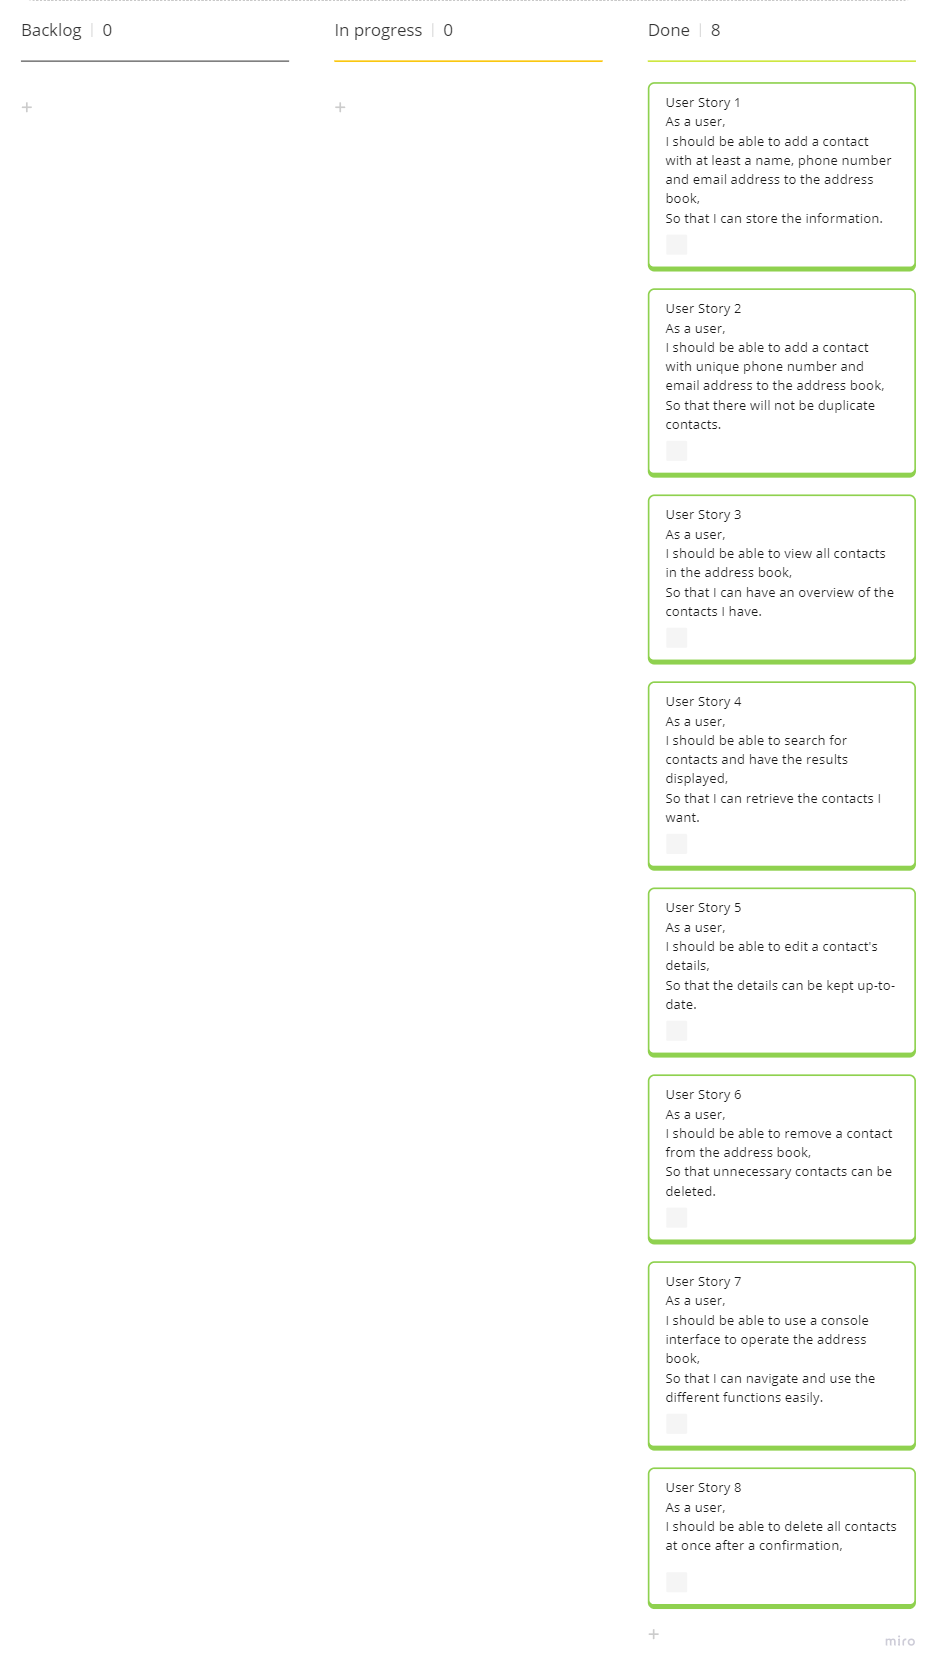 Backlog | 0
In progress | 0
Done | 8
+
+
User Story 1
As a user,
I should be able to add a contact
with at least a name, phone number
and email address to the address
book,
So that I can store the information.
User Story 2
As a user,
I should be able to add a contact
with unique phone number and
email address to the address book,
So that there will not be duplicate
contacts.
User Story 3
As a user,
I should be able to view all contacts
in the address book,
So that I can have an overview of the
contacts I have.
User Story 4
As a user,
I should be able to search for
contacts and have the results
displayed,
So that I can retrieve the contacts I
want.
User Story 5
As a user,
I should be able to edit a contact's
details,
So that the details can be kept up-to-
date.
User Story 6
As a user,
I should be able to remove a contact
from the address book,
So that unnecessary contacts can be
deleted.
User Story 7
As a user,
I should be able to use a console
interface to operate the address
book,
So that I can navigate and use the
different functions easily.
User Story 8
As a user,
I should be able to delete all contacts
at once after a confirmation,
+
miro